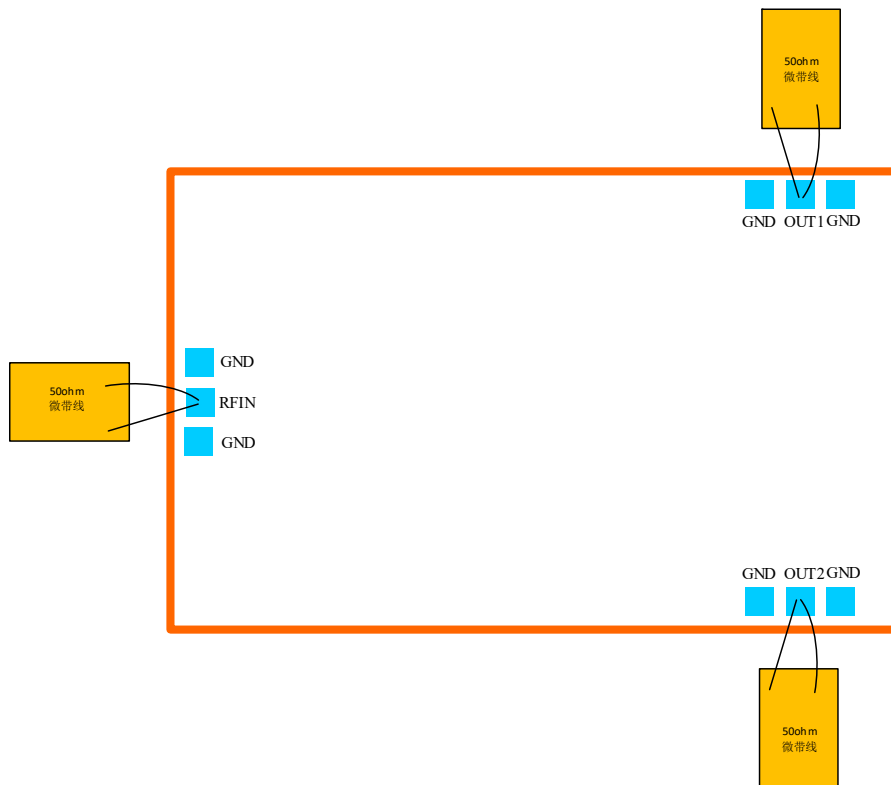 50ohm
微带线
GND OUT1 GND
GND
50ohm
微带线
RFIN
GND
GND OUT2 GND
50ohm
微带线